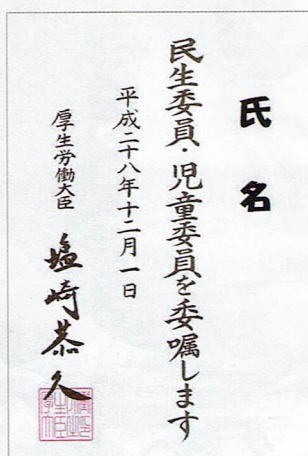 氏名
民生委員・児童委員を委嘱します
平成二十八年十二月一日
厚生労働大臣 塩崎恭久